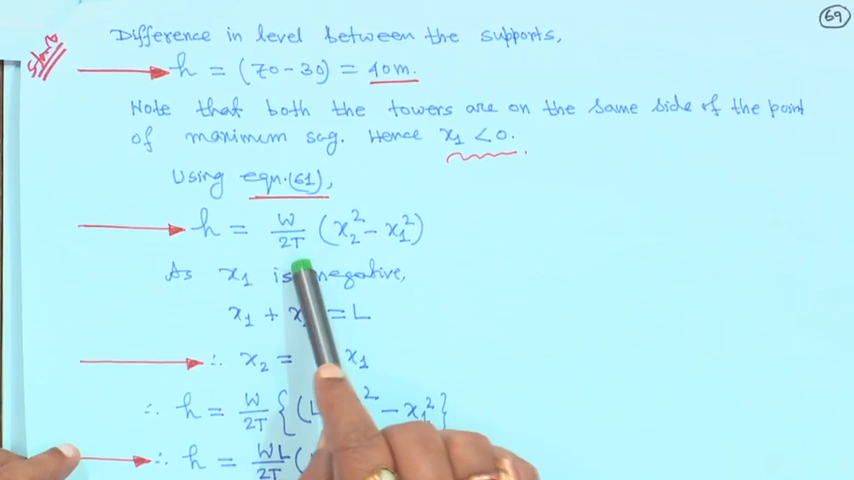 69
Soln
Difference in level between the supports,
h = (70-30) = 40m.
Note that both the towers are on the same side of the point
of maximum sag. Hence x₁ < 0.
Using eqn.(61),
h = W/2T (x₂² - x₁²)
As x₁ is negative,
x₁ + x = L
∴ x₂ = x₁
∴ h = W/2T {(L ² - x₁²}
∴ h = WL/2T (